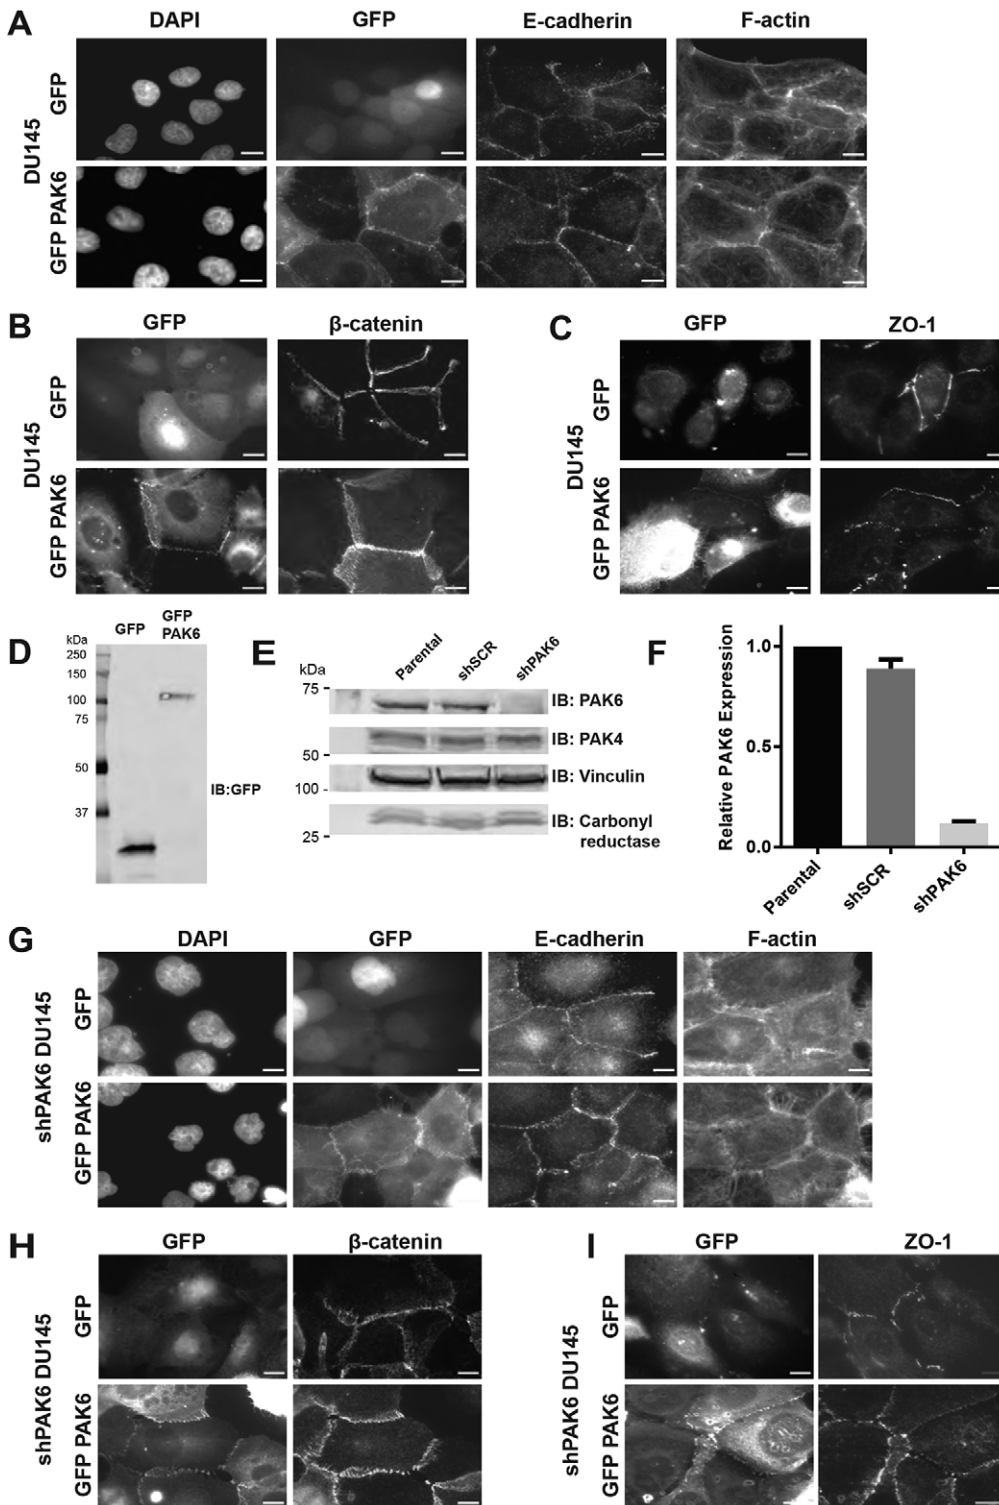 A
DAPI GFP E-cadherin F-actin
DU145
GFP
GFP PAK6
B
GFP β-catenin
DU145
GFP
GFP PAK6
C
GFP ZO-1
DU145
GFP
GFP PAK6
D
kDa
GFP
GFP PAK6
250
150
100
75
50
37
IB:GFP
E
kDa
Parental shSCR shPAK6
75
IB: PAK6
IB: PAK4
50
IB: Vinculin
100
IB: Carbonyl
reductase
25
F
Relative PAK6 Expression
1.0
0.5
0.0
Parental shSCR shPAK6
G
DAPI GFP E-cadherin F-actin
shPAK6 DU145
GFP
GFP PAK6
H
GFP β-catenin
shPAK6 DU145
GFP
GFP PAK6
I
GFP ZO-1
shPAK6 DU145
GFP
GFP PAK6